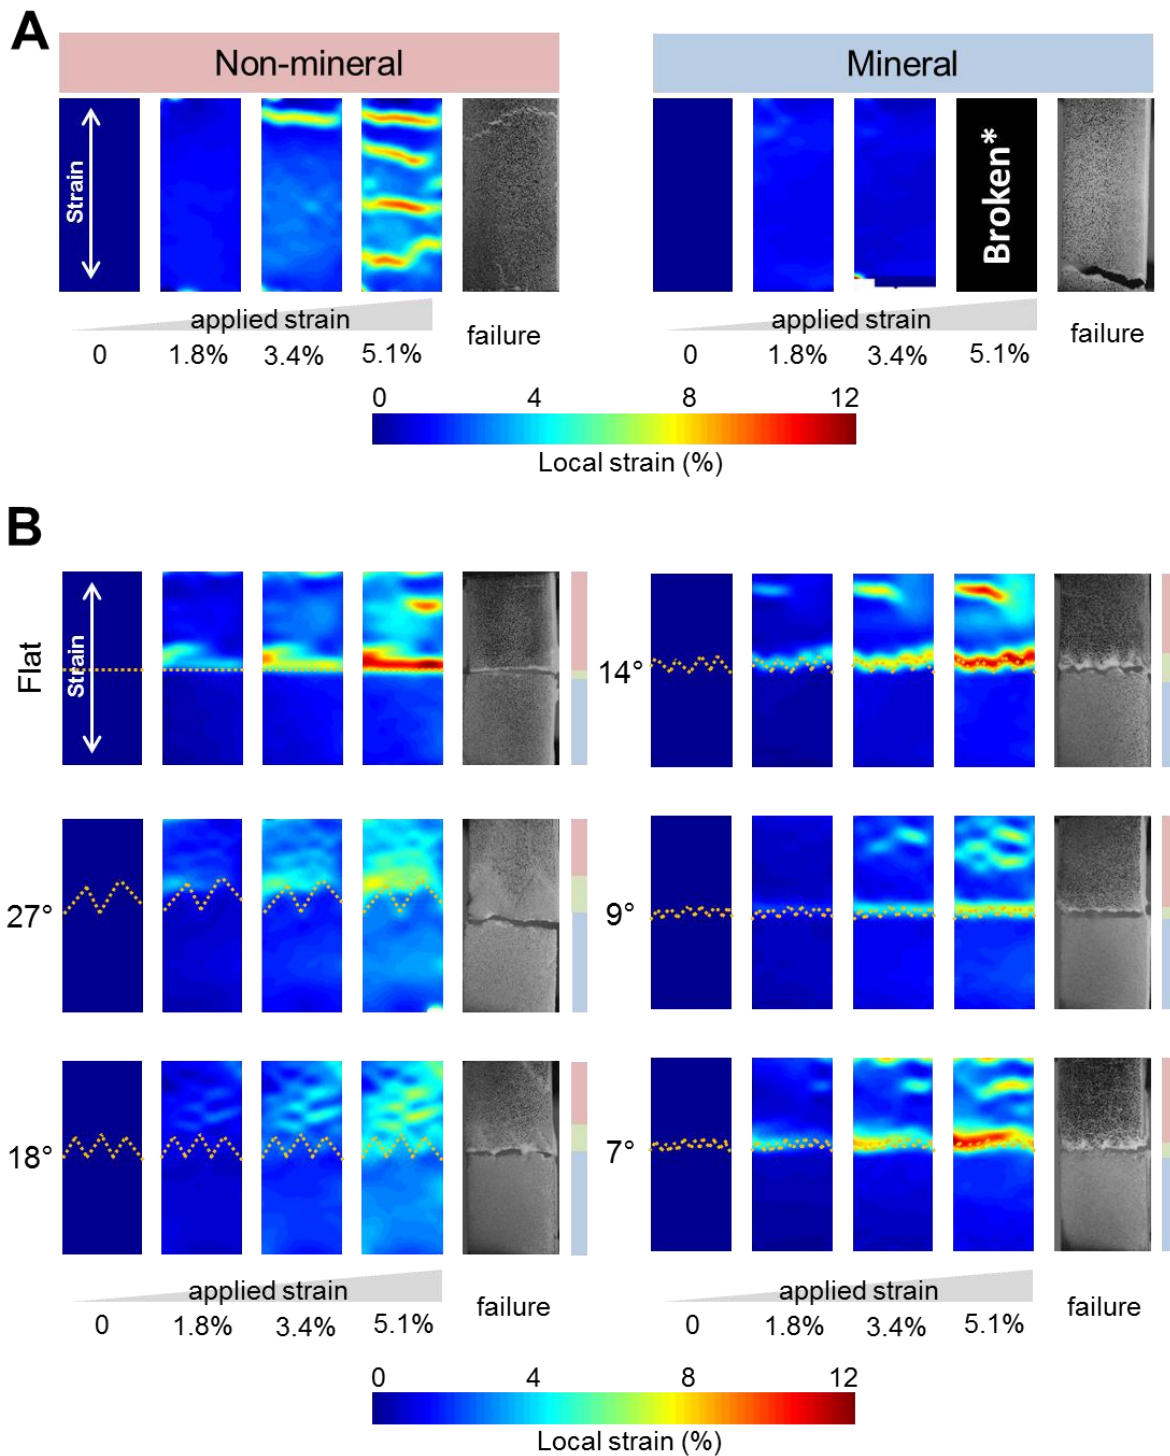 A
Non-mineral
Mineral
Strain
Broken*
applied strain
failure
0 1.8% 3.4% 5.1%
applied strain
failure
0 1.8% 3.4% 5.1%
0 4 8 12
Local strain (%)
B
Flat
Strain
14°
27°
9°
18°
7°
applied strain
failure
0 1.8% 3.4% 5.1%
applied strain
failure
0 1.8% 3.4% 5.1%
0 4 8 12
Local strain (%)